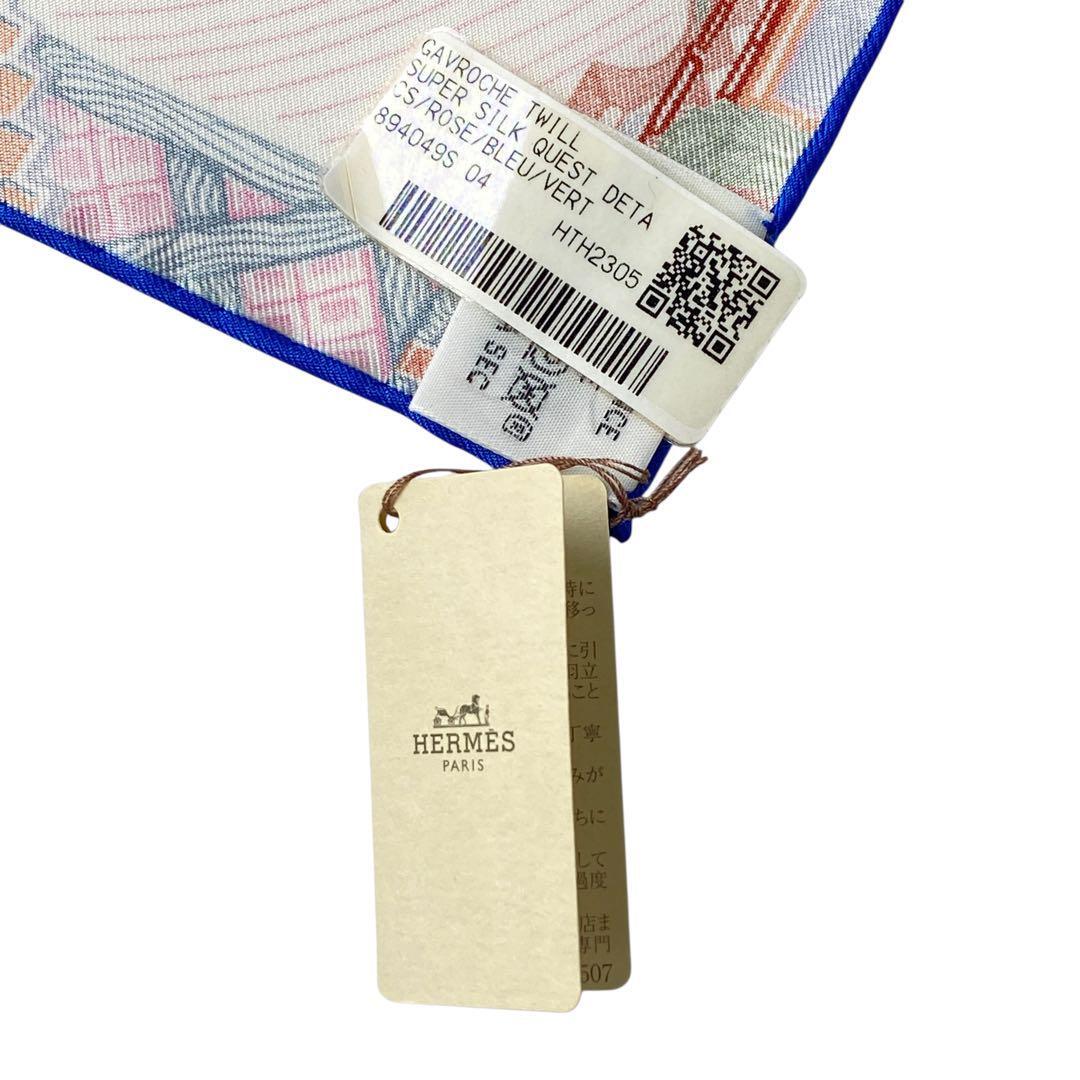 GAVROCHE TWILL
SUPER SILK QUEST DETA
CS/ROSE/BLEU/VERT
894049S 04
HTH2305
HERMÈS
PARIS
時に
移つ
に引
羽立
こと
丁寧
みが
ちに
して
過度
店ま
専門
507